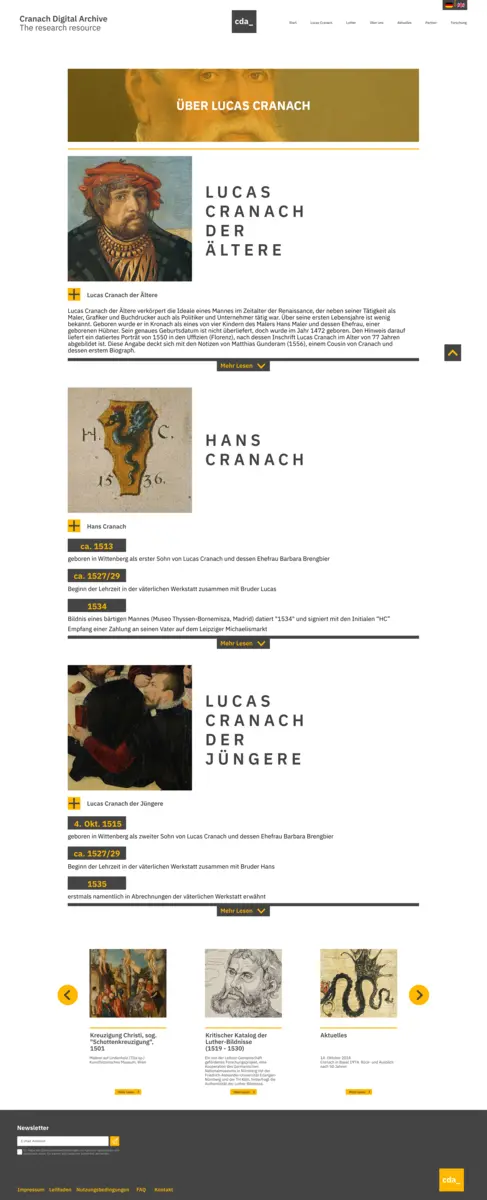 Cranach Digital Archive
The research resource
cda_
Start Lucas Cranach Luther Über uns Aktuelles Partner Forschung
ÜBER LUCAS CRANACH
LUCAS
CRANACH
DER
ÄLTERE
Lucas Cranach der Ältere
Lucas Cranach der Ältere verkörpert die Ideale eines Mannes im Zeitalter der Renaissance, der neben seiner Tätigkeit als
Maler, Grafiker und Buchdrucker auch als Politiker und Unternehmer tätig war. Über seine ersten Lebensjahre ist wenig
bekannt. Geboren wurde er in Kronach als eines von vier Kindern des Malers Hans Maler und dessen Ehefrau, einer
geborenen Hübner. Sein genaues Geburtsdatum ist nicht überliefert, doch wurde er im Jahr 1472 geboren. Den Hinweis darauf
liefert ein datiertes Porträt von 1550 in den Uffizien (Florenz), nach dessen Inschrift Lucas Cranach im Alter von 77 Jahren
abgebildet ist. Diese Angabe deckt sich mit den Notizen von Matthias Gunderam (1556), einem Cousin von Cranach und
dessen erstem Biograph.
Mehr Lesen
H. C.
1536.
HANS
CRANACH
Hans Cranach
ca. 1513
geboren in Wittenberg als erster Sohn von Lucas Cranach und dessen Ehefrau Barbara Brengbier
ca. 1527/29
Beginn der Lehrzeit in der väterlichen Werkstatt zusammen mit Bruder Lucas
1534
Bildnis eines bärtigen Mannes (Museo Thyssen-Bornemisza, Madrid) datiert "1534" und signiert mit den Initialen "HC"
Empfang einer Zahlung an seinen Vater auf dem Leipziger Michaelismarkt
Mehr Lesen
LUCAS
CRANACH
DER
JÜNGERE
Lucas Cranach der Jüngere
4. Okt. 1515
geboren in Wittenberg als zweiter Sohn von Lucas Cranach und dessen Ehefrau Barbara Brengbier
ca. 1527/29
Beginn der Lehrzeit in der väterlichen Werkstatt zusammen mit Bruder Hans
1535
erstmals namentlich in Abrechnungen der väterlichen Werkstatt erwähnt
Mehr Lesen
Kreuzigung Christi, sog.
"Schottenkreuzigung",
1501
Kritischer Katalog der
Luther-Bildnisse
(1519 - 1530)
Aktuelles
Newsletter
Impressum Leitfaden Nutzungsbedingungen FAQ Kontakt
cda_